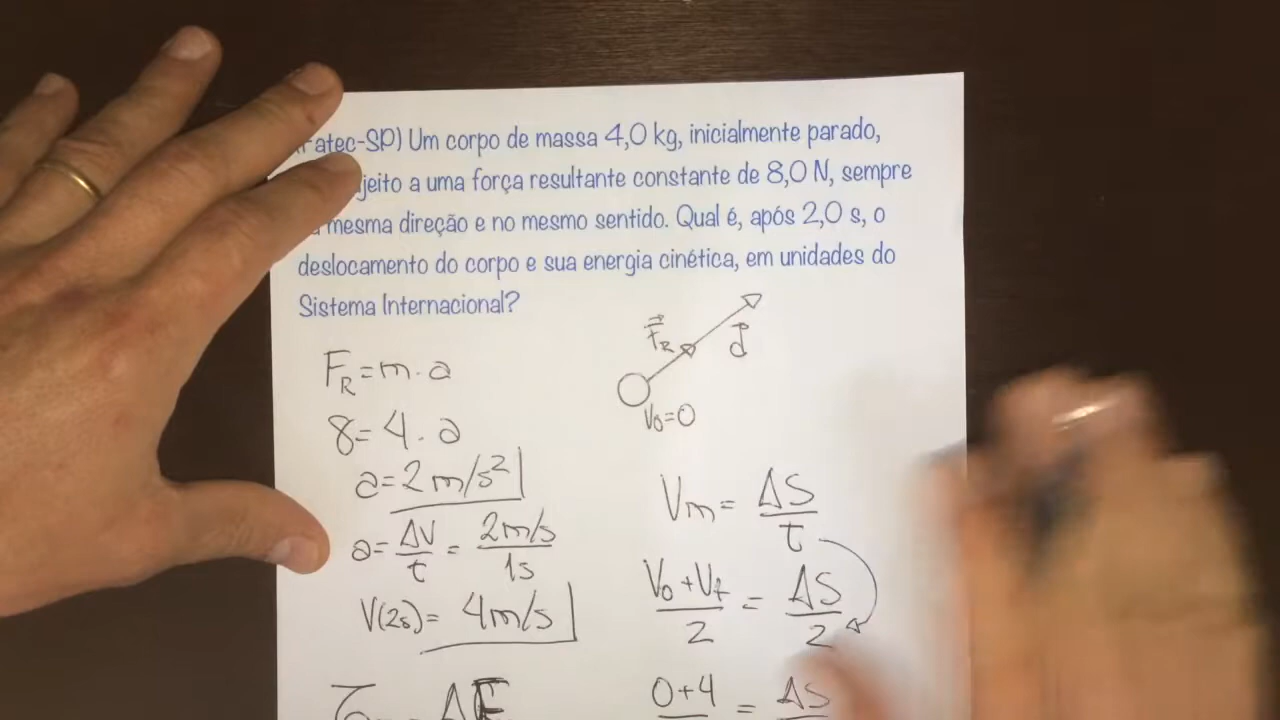 atec-SP) Um corpo de massa 4,0 kg, inicialmente parado,
jeito a uma força resultante constante de 8,0 N, sempre
mesma direção e no mesmo sentido. Qual é, após 2,0 s, o
deslocamento do corpo e sua energia cinética, em unidades do
Sistema Internacional?
F_R = m . a
8 = 4 . a
a = 2 m/s²
a = ΔV/t = 2m/s/1s
V(2s) = 4m/s
F_R
d
V₀=0
Vm = ΔS/t
V₀ + Vf/2 = ΔS/2
0+4 = ΔS